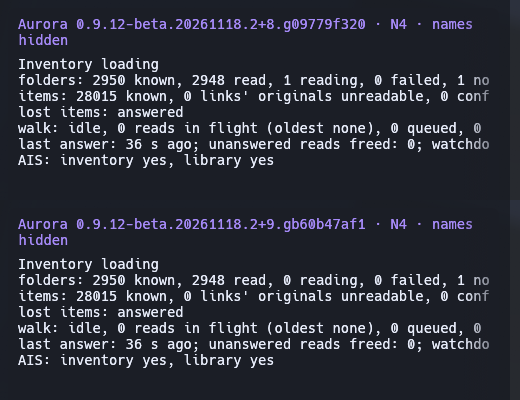 Aurora 0.9.12-beta.20261118.2+8.g09779f320 · N4 · names
hidden
Inventory loading
folders: 2950 known, 2948 read, 1 reading, 0 failed, 1 no
items: 28015 known, 0 links' originals unreadable, 0 conf
lost items: answered
walk: idle, 0 reads in flight (oldest none), 0 queued, 0
last answer: 36 s ago; unanswered reads freed: 0; watchdo
AIS: inventory yes, library yes
Aurora 0.9.12-beta.20261118.2+9.gb60b47af1 · N4 · names
hidden
Inventory loading
folders: 2950 known, 2948 read, 0 reading, 0 failed, 1 no
items: 28015 known, 0 links' originals unreadable, 0 conf
lost items: answered
walk: idle, 0 reads in flight (oldest none), 0 queued, 0
last answer: 36 s ago; unanswered reads freed: 0; watchdo
AIS: inventory yes, library yes